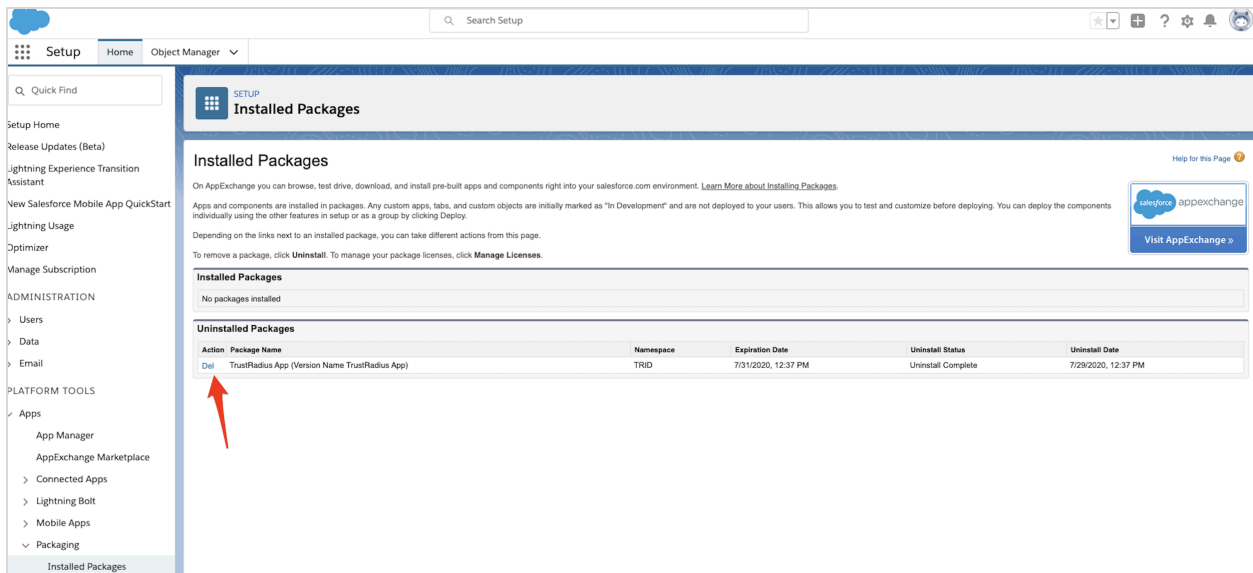 Search Setup
Setup
Home
Object Manager
Quick Find
Setup Home
Release Updates (Beta)
Lightning Experience Transition
Assistant
New Salesforce Mobile App QuickStart
Lightning Usage
Optimizer
Manage Subscription
ADMINISTRATION
Users
Data
Email
PLATFORM TOOLS
Apps
App Manager
AppExchange Marketplace
Connected Apps
Lightning Bolt
Mobile Apps
Packaging
Installed Packages
SETUP
Installed Packages
Installed Packages
Help for this Page
On AppExchange you can browse, test drive, download, and install pre-built apps and components right into your salesforce.com environment. Learn More about Installing Packages.
Apps and components are installed in packages. Any custom apps, tabs, and custom objects are initially marked as "In Development" and are not deployed to your users. This allows you to test and customize before deploying. You can deploy the components
individually using the other features in setup or as a group by clicking Deploy.
Depending on the links next to an installed package, you can take different actions from this page.
To remove a package, click Uninstall. To manage your package licenses, click Manage Licenses.
salesforce appexchange
Visit AppExchange »
Installed Packages
No packages installed
Uninstalled Packages
Action Package Name Namespace Expiration Date Uninstall Status Uninstall Date
Del TrustRadius App (Version Name TrustRadius App) TRID 7/31/2020, 12:37 PM Uninstall Complete 7/29/2020, 12:37 PM